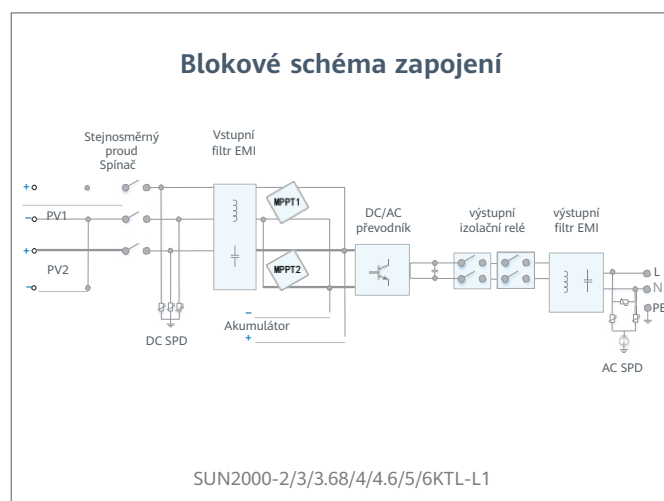 Blokové schéma zapojení
Stejnosměrný
proud
Spínač
Vstupní
filtr EMI
MPPT1
DC/AC
převodník
výstupní
izolační relé
výstupní
filtr EMI
+
−
PV1
+
PV2
−
MPPT2
L
N
PE
−
Akumulátor
+
DC SPD
AC SPD
SUN2000-2/3/3.68/4/4.6/5/6KTL-L1